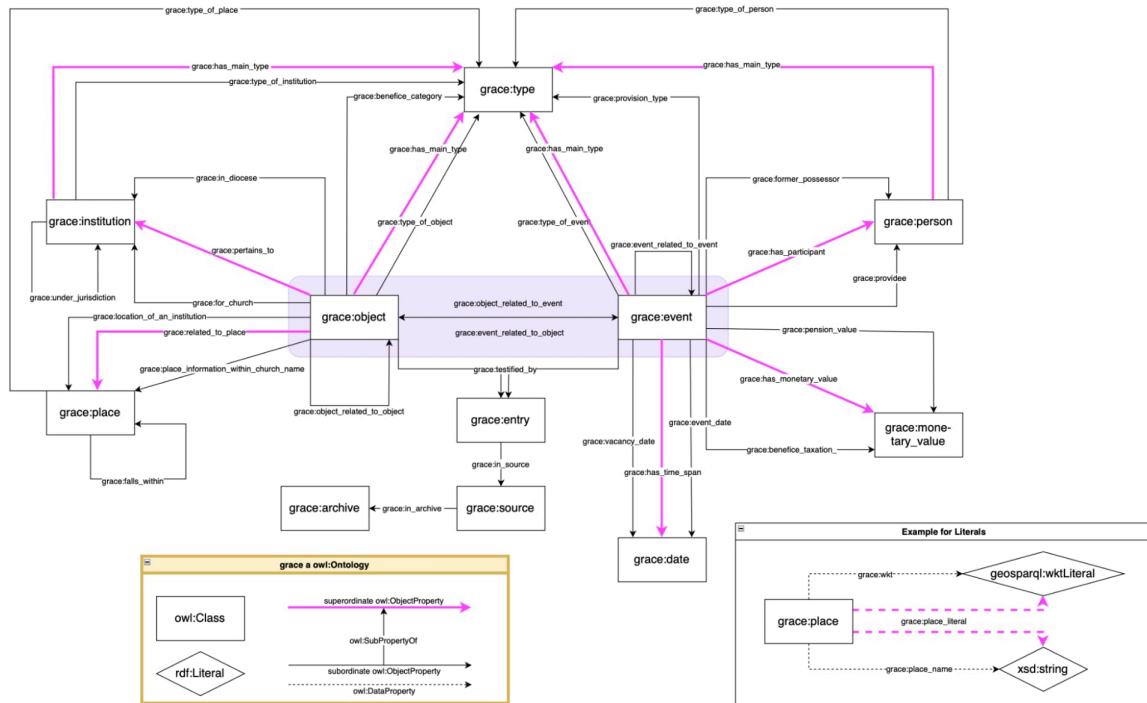 grace:type_of_place
grace:type_of_person
grace:has_main_type
grace:has_main_type
grace:type_of_institution
grace:type
grace:benefice_category
grace:provision_type
grace:has_main_type
grace:has_main_type
grace:in_diocese
grace:former_possessor
grace:institution
grace:person
grace:type_of_object
grace:type_of_event
grace:pertains_to
grace:event_related_to_event
grace:has_participant
grace:providee
grace:under_jurisdiction
grace:for_church
grace:object_related_to_event
grace:location_of_an_institution
grace:object
grace:event
grace:related_to_place
grace:event_related_to_object
grace:pension_value
grace:place_information_within_church_name
grace:testified_by
grace:has_monetary_value
grace:place
grace:object_related_to_object
grace:entry
grace:event_date
grace:mone-
tary_value
grace:vacancy_date
grace:benefice_taxation_
grace:in_source
grace:has_time_span
grace:falls_within
grace:archive
grace:in_archive
grace:source
grace:date
grace a owl:Ontology
owl:Class
superordinate owl:ObjectProperty
owl:SubPropertyOf
rdf:Literal
subordinate owl:ObjectProperty
owl:DataProperty
Example for Literals
grace:wkt
geosparql:wktLiteral
grace:place
grace:place_literal
grace:place_name
xsd:string